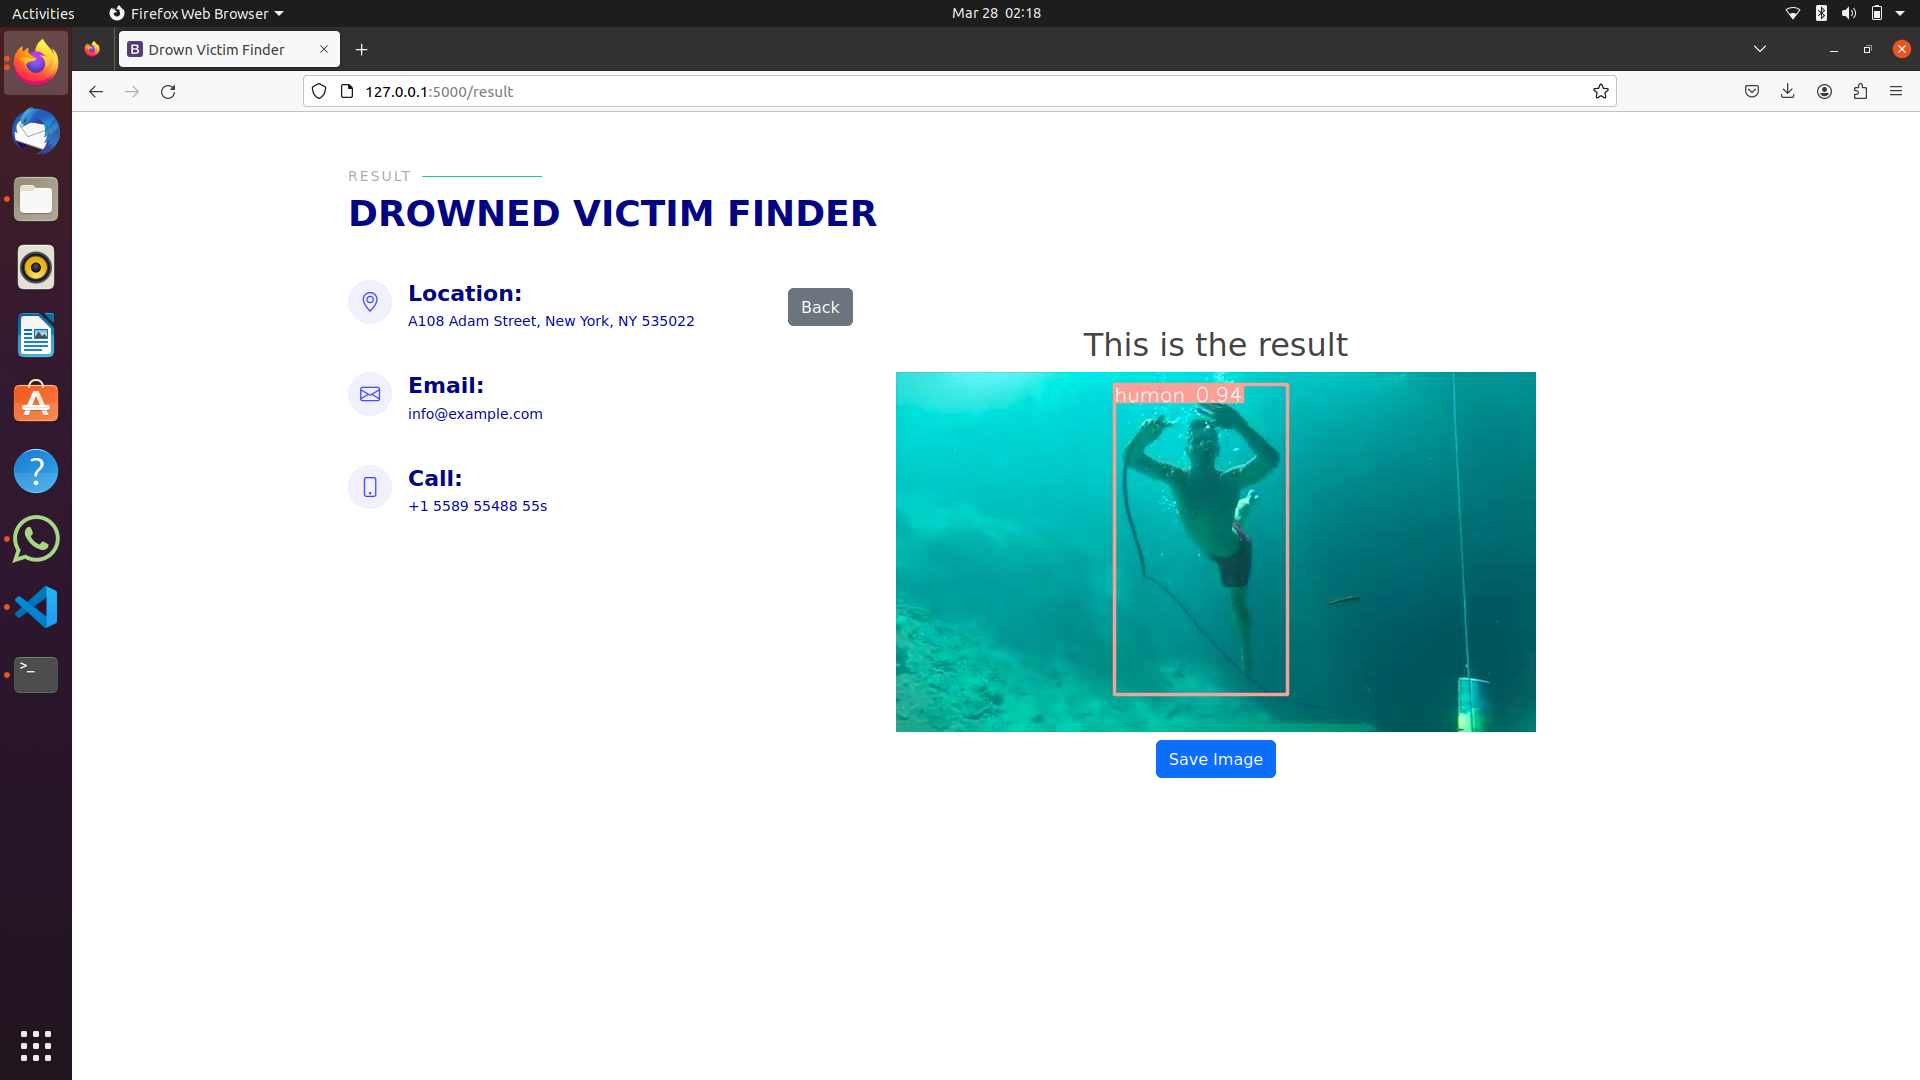 Activities
Firefox Web Browser
Mar 28 02:18
Drown Victim Finder
127.0.0.1:5000/result
RESULT
DROWNED VICTIM FINDER
Location:
A108 Adam Street, New York, NY 535022
Back
Email:
info@example.com
Call:
+1 5589 55488 55s
This is the result
human 0.94
Save Image